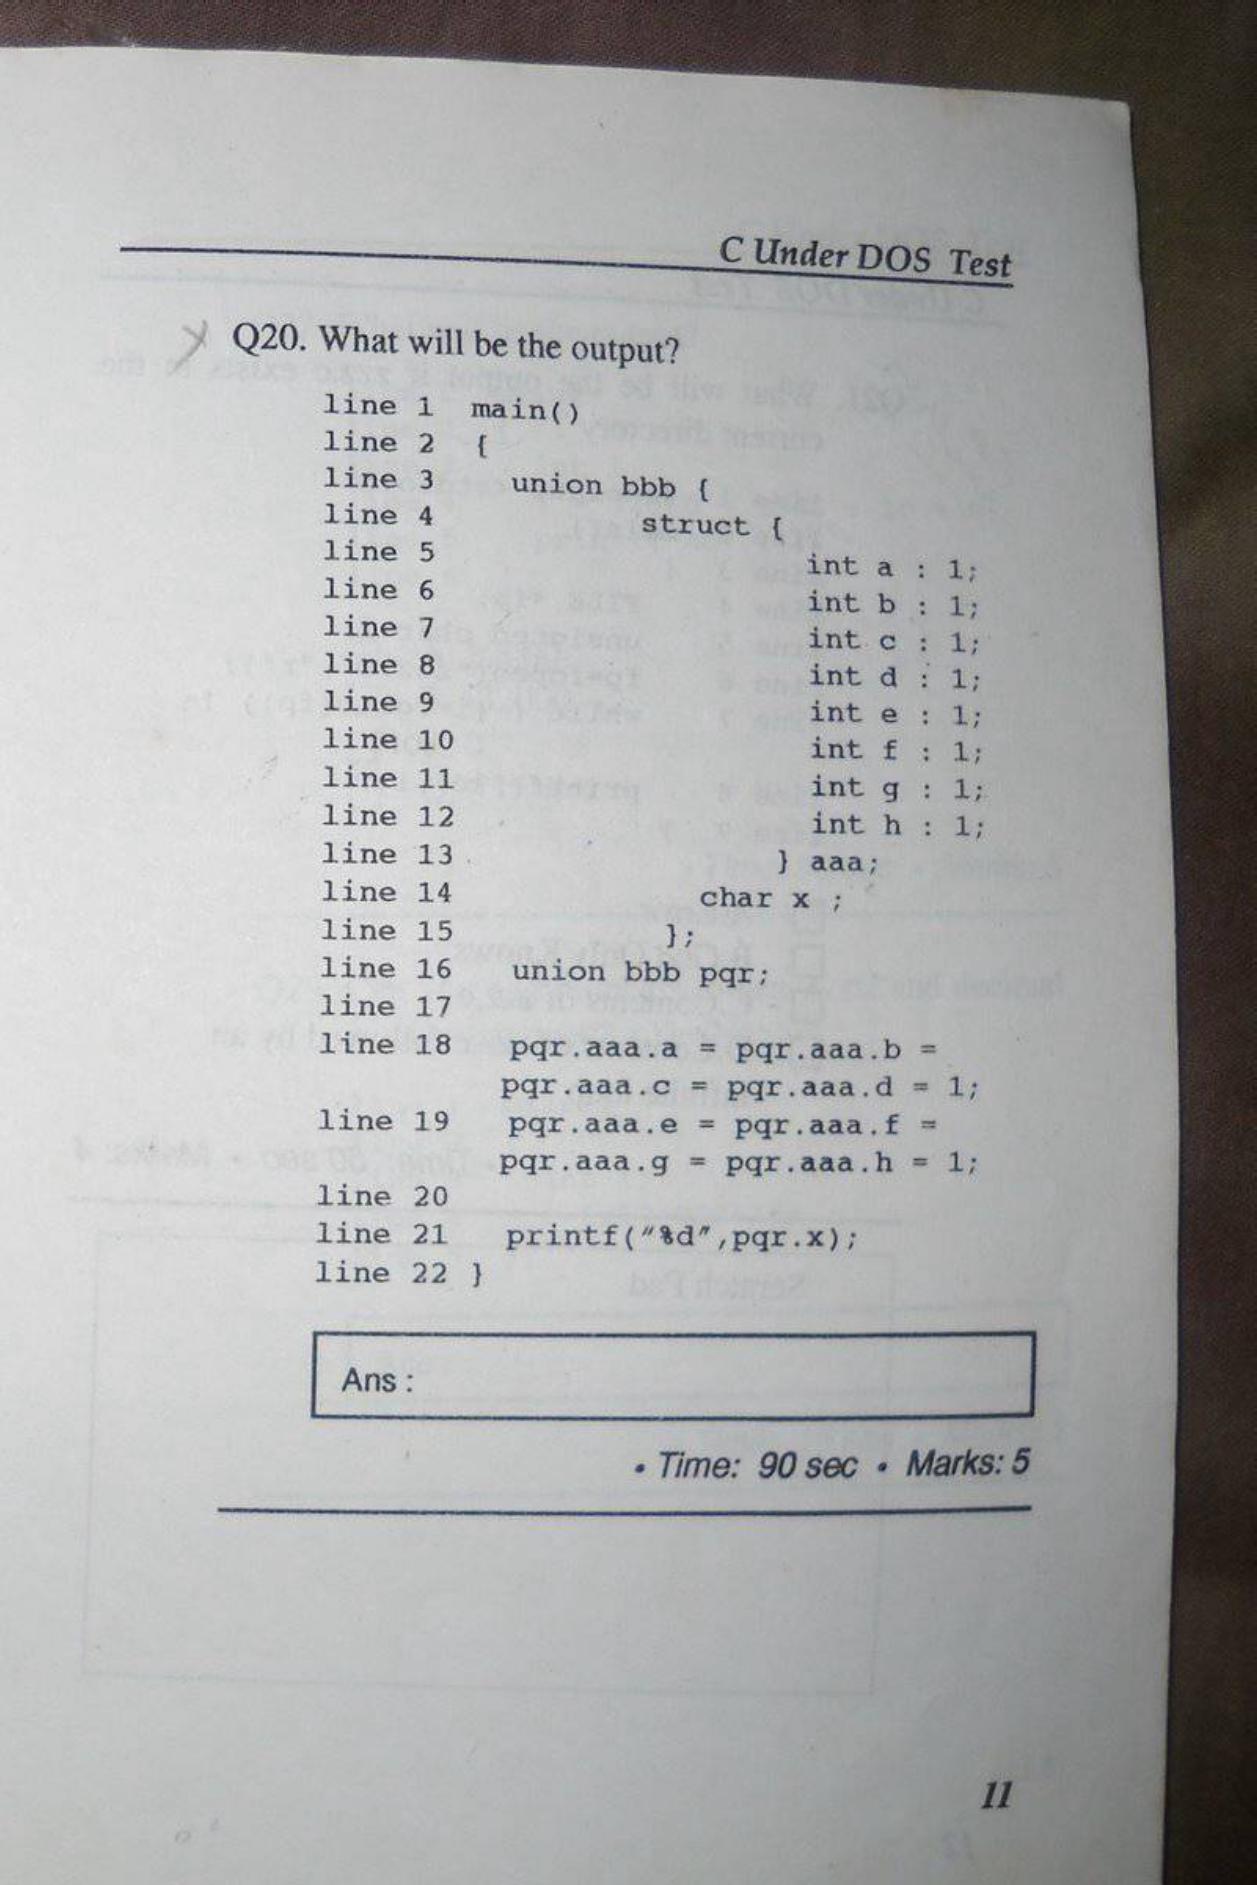 C Under DOS Test
Q20. What will be the output?
line 1 main()
line 2 {
line 3 union bbb {
line 4 struct {
line 5 int a : 1;
line 6 int b : 1;
line 7 int c : 1;
line 8 int d : 1;
line 9 int e : 1;
line 10 int f : 1;
line 11 int g : 1;
line 12 int h : 1;
line 13 } aaa;
line 14 char x ;
line 15 };
line 16 union bbb pqr;
line 17
line 18 pqr.aaa.a = pqr.aaa.b =
pqr.aaa.c = pqr.aaa.d = 1;
line 19 pqr.aaa.e = pqr.aaa.f =
pqr.aaa.g = pqr.aaa.h = 1;
line 20
line 21 printf("%d",pqr.x);
line 22 }
Ans :
• Time: 90 sec • Marks: 5
11